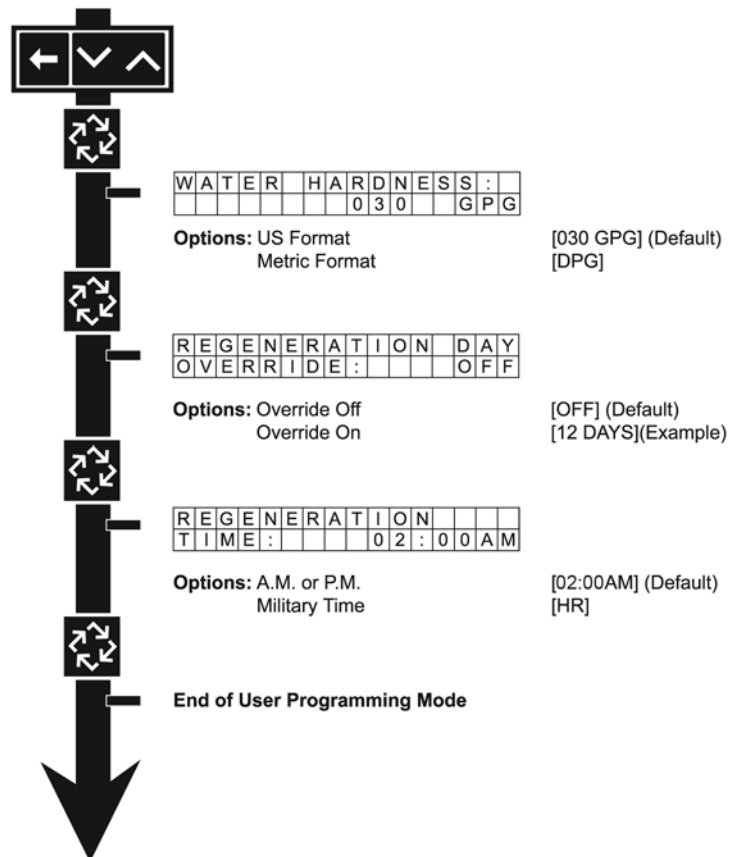 WATER HARDNESS:
030 GPG
Options: US Format [030 GPG] (Default)
Metric Format [DPG]
REGENERATION DAY
OVERRIDE: OFF
Options: Override Off [OFF] (Default)
Override On [12 DAYS](Example)
REGENERATION
TIME: 02:00AM
Options: A.M. or P.M. [02:00AM] (Default)
Military Time [HR]
End of User Programming Mode